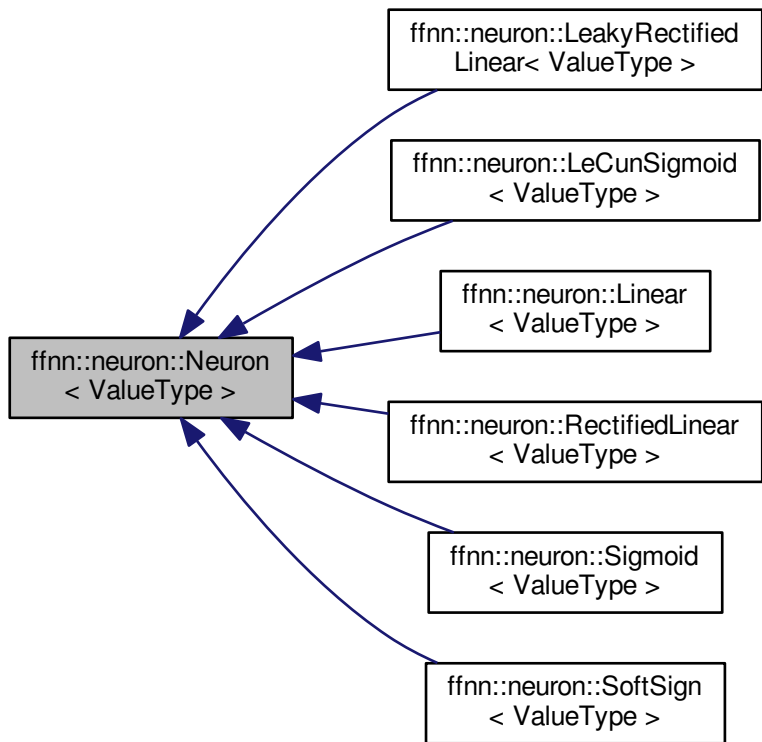 ffnn::neuron::LeakyRectified
Linear< ValueType >
ffnn::neuron::LeCunSigmoid
< ValueType >
ffnn::neuron::Linear
< ValueType >
ffnn::neuron::Neuron
< ValueType >
ffnn::neuron::RectifiedLinear
< ValueType >
ffnn::neuron::Sigmoid
< ValueType >
ffnn::neuron::SoftSign
< ValueType >